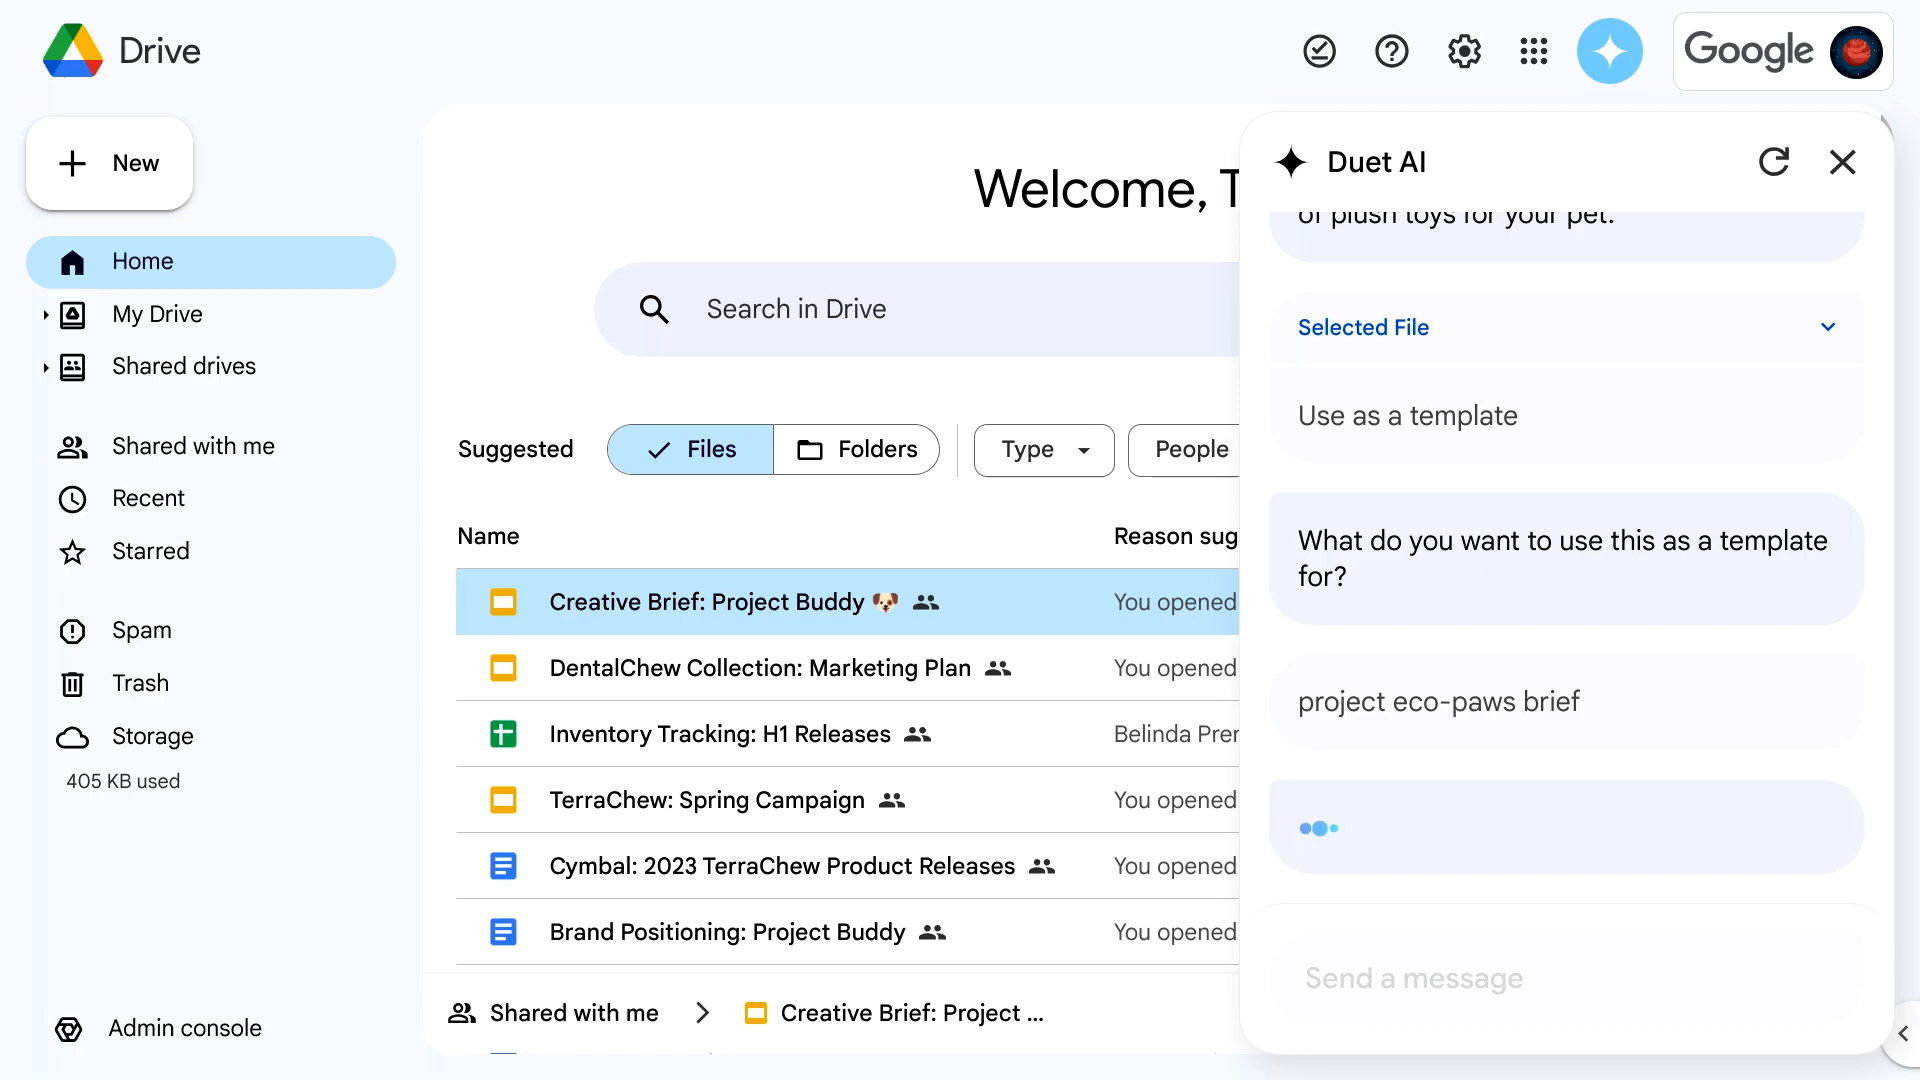 Drive
Google
New
Home
My Drive
Shared drives
Shared with me
Recent
Starred
Spam
Trash
Storage
405 KB used
Admin console
Welcome, T
Search in Drive
Suggested
Files
Folders
Type
People
Name
Reason sug
Creative Brief: Project Buddy 🐶
You opened
DentalChew Collection: Marketing Plan
You opened
Inventory Tracking: H1 Releases
Belinda Prer
TerraChew: Spring Campaign
You opened
Cymbal: 2023 TerraChew Product Releases
You opened
Brand Positioning: Project Buddy
You opened
Shared with me
Creative Brief: Project ...
Duet AI
of plush toys for your pet.
Selected File
Use as a template
What do you want to use this as a template
for?
project eco-paws brief
Send a message